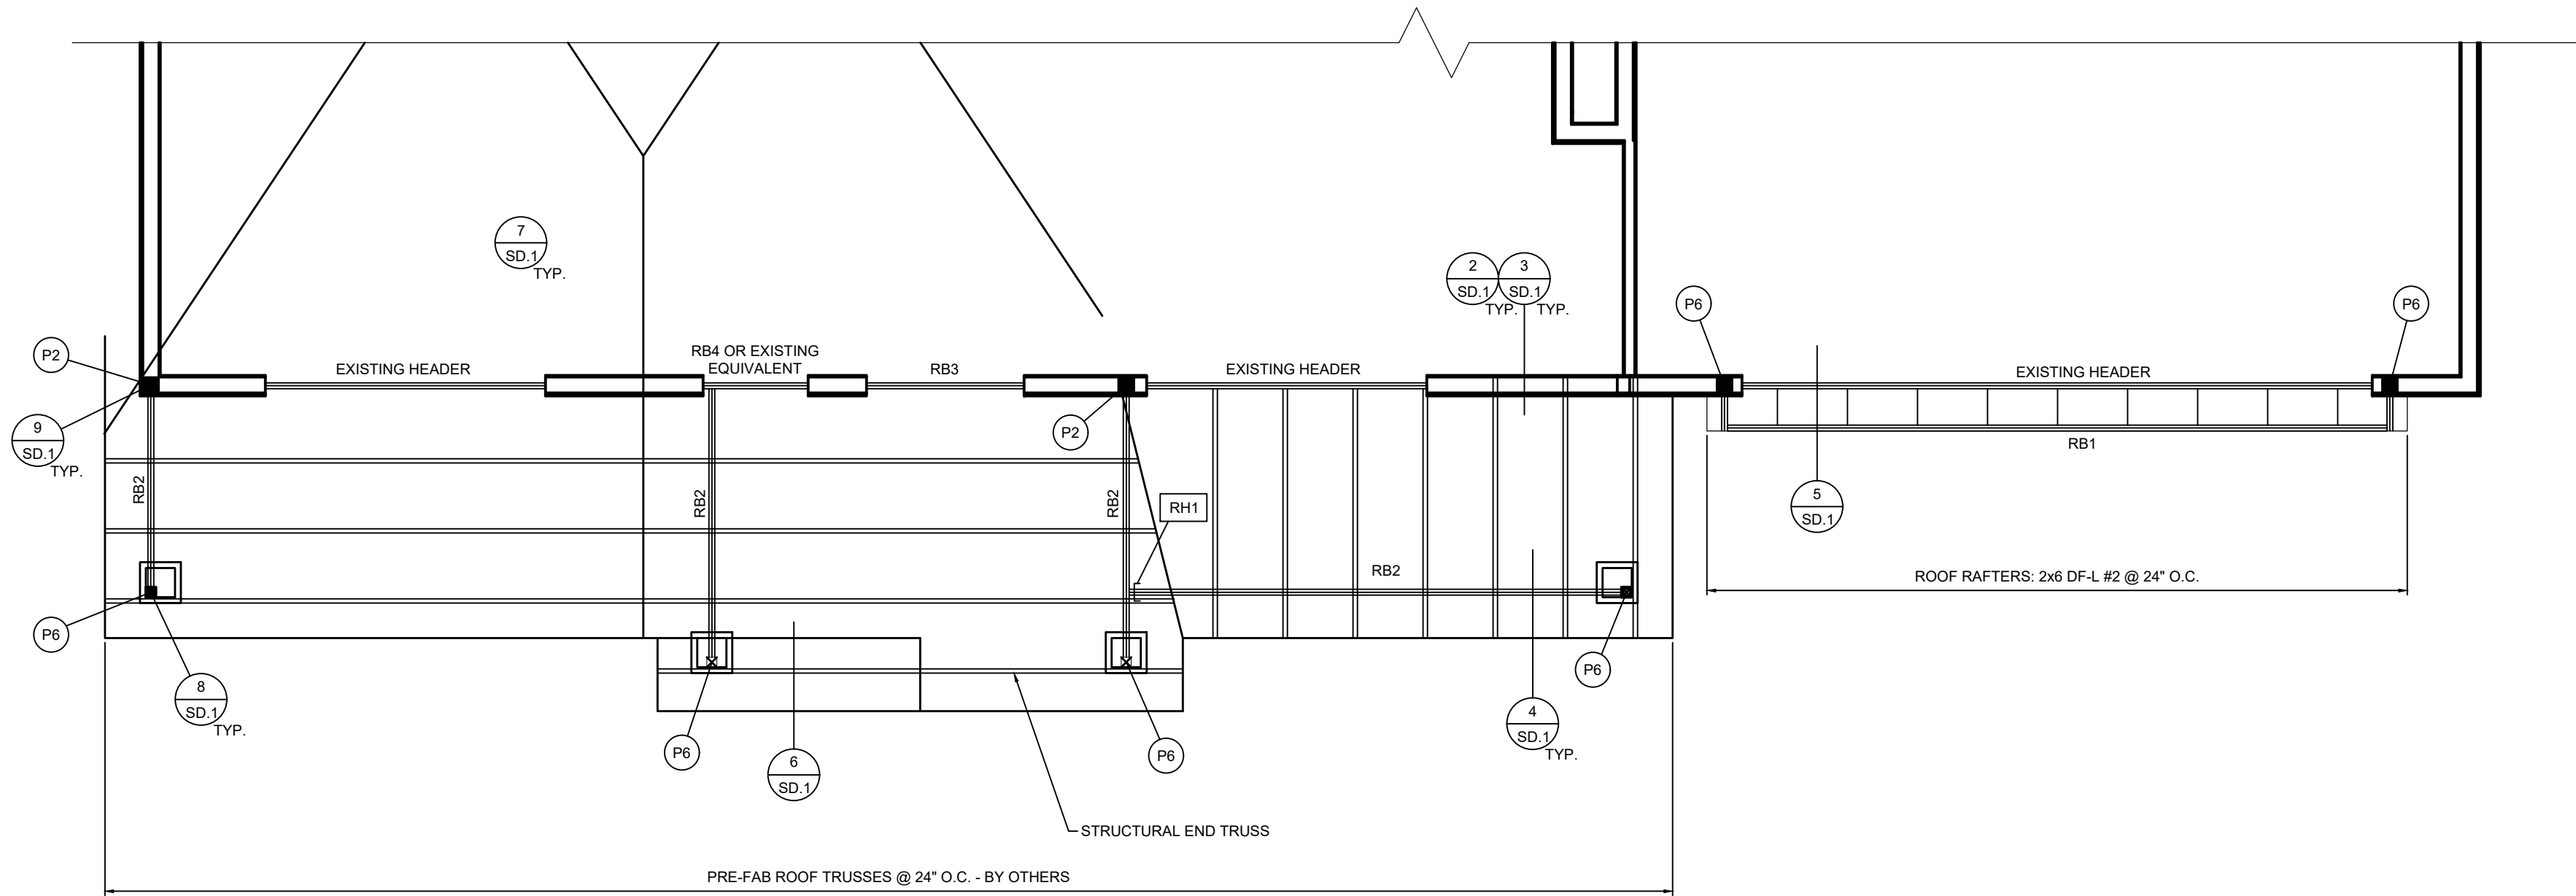 7
SD.1
TYP.
2
SD.1
TYP.
3
SD.1
TYP.
P6
P6
P2
EXISTING HEADER
RB4 OR EXISTING
EQUIVALENT
RB3
EXISTING HEADER
EXISTING HEADER
9
SD.1
TYP.
P2
RB1
RB2
RB2
RB2
RH1
5
SD.1
RB2
ROOF RAFTERS: 2x6 DF-L #2 @ 24" O.C.
P6
8
SD.1
TYP.
P6
6
SD.1
P6
P6
4
SD.1
TYP.
STRUCTURAL END TRUSS
PRE-FAB ROOF TRUSSES @ 24" O.C. - BY OTHERS